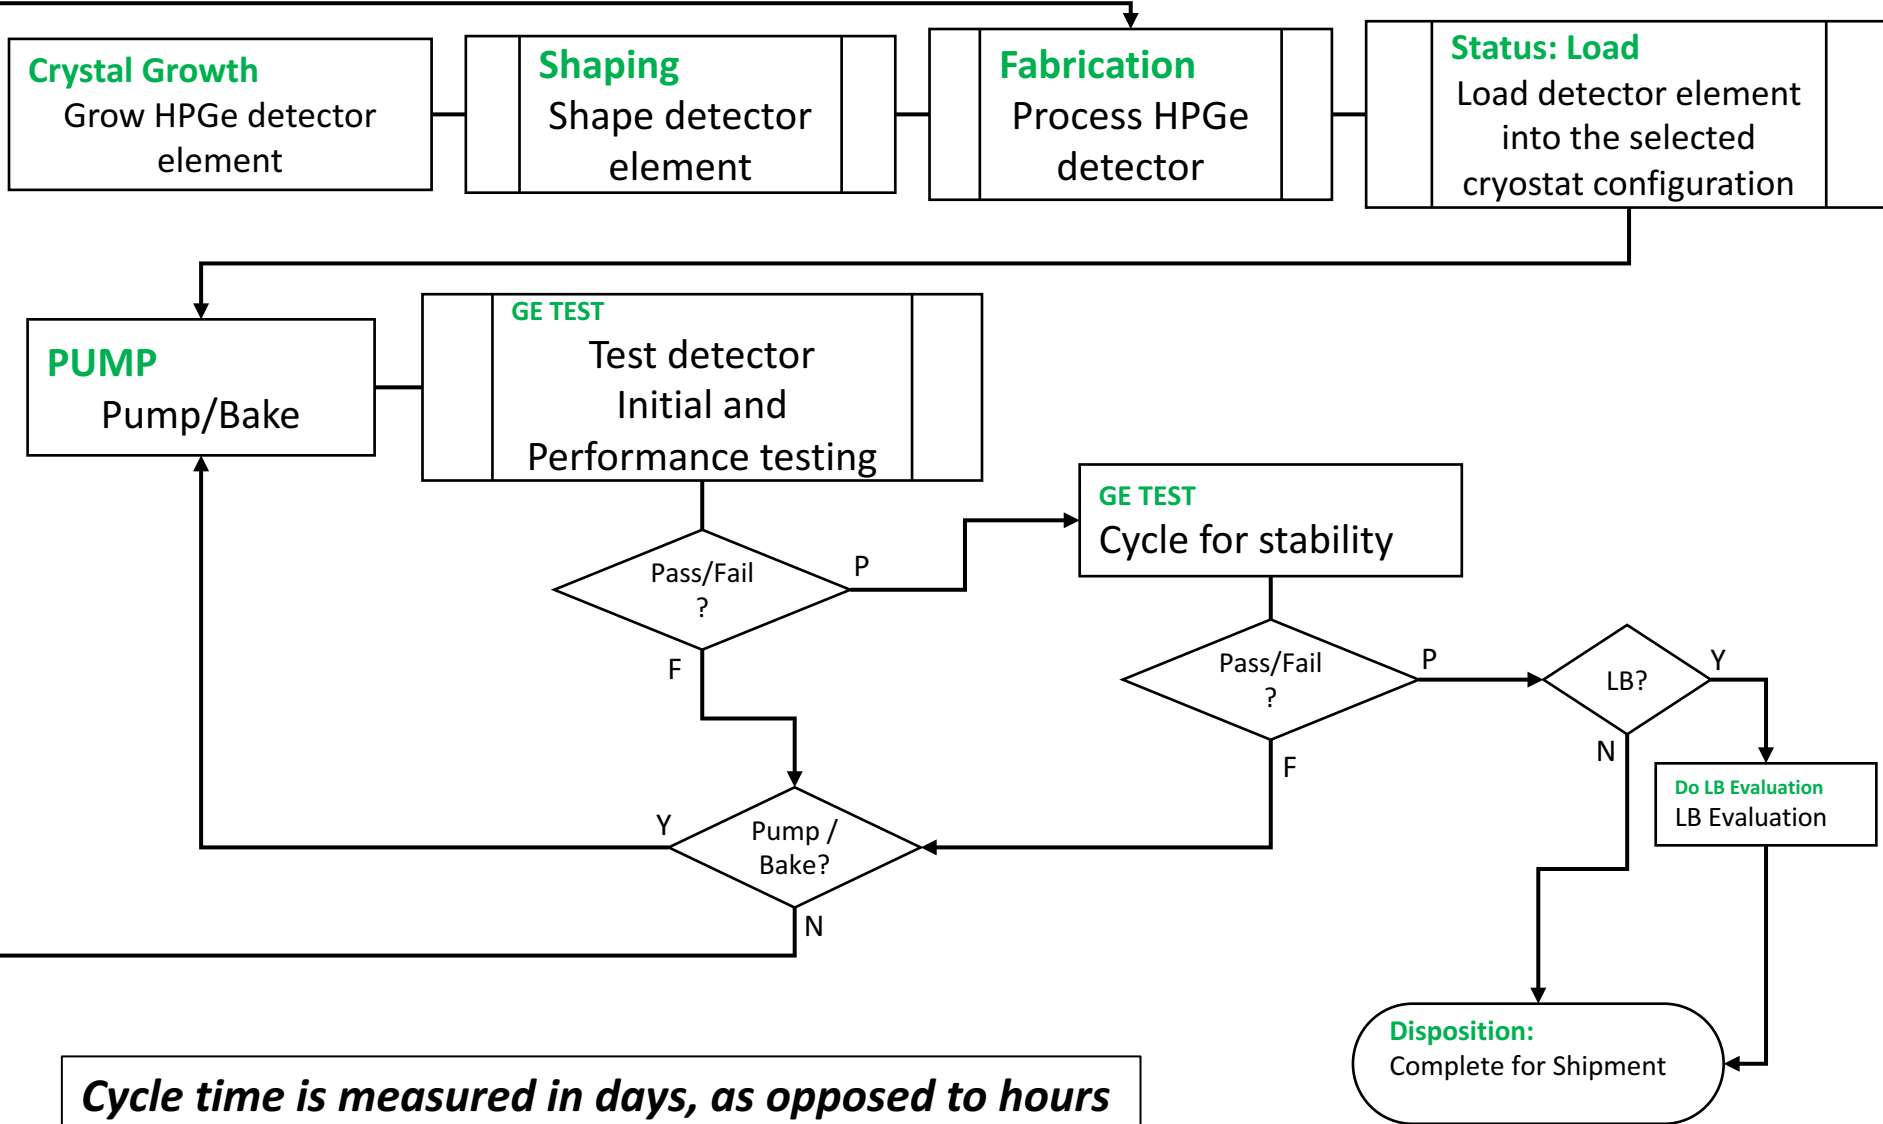 Crystal Growth
Grow HPGe detector
element
Shaping
Shape detector
element
Fabrication
Process HPGe
detector
Status: Load
Load detector element
into the selected
cryostat configuration
PUMP
Pump/Bake
GE TEST
Test detector
Initial and
Performance testing
GE TEST
Cycle for stability
Pass/Fail
?
P
F
Pass/Fail
?
P
F
LB?
Y
N
Do LB Evaluation
LB Evaluation
Pump /
Bake?
Y
N
Disposition:
Complete for Shipment
Cycle time is measured in days, as opposed to hours